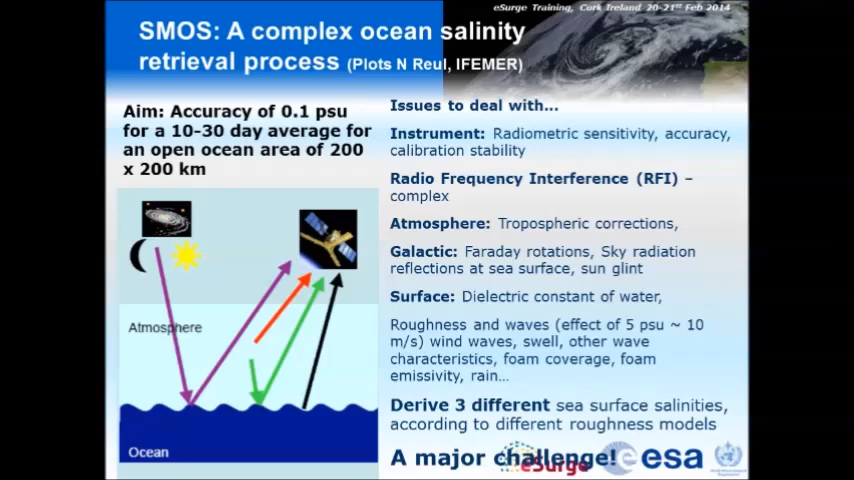 eSurge Training, Cork Ireland 20-21st Feb 2014
SMOS: A complex ocean salinity
retrieval process (Plots N Reul, IFEMER)
Aim: Accuracy of 0.1 psu
for a 10-30 day average for
an open ocean area of 200
x 200 km
Atmosphere
Ocean
Issues to deal with...
Instrument: Radiometric sensitivity, accuracy,
calibration stability
Radio Frequency Interference (RFI) –
complex
Atmosphere: Tropospheric corrections,
Galactic: Faraday rotations, Sky radiation
reflections at sea surface, sun glint
Surface: Dielectric constant of water,
Roughness and waves (effect of 5 psu ~ 10
m/s) wind waves, swell, other wave
characteristics, foam coverage, foam
emissivity, rain...
Derive 3 different sea surface salinities,
according to different roughness models
A major challenge!
eSurge
esa